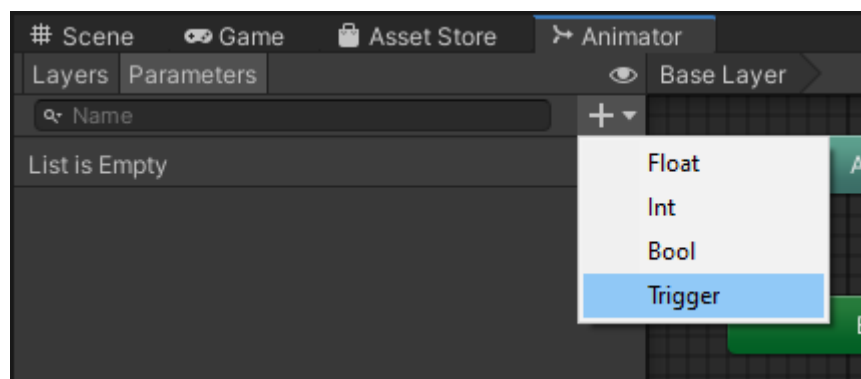 Scene Game Asset Store Animator
Layers Parameters Base Layer
Name
List is Empty
Float
Int
Bool
Trigger